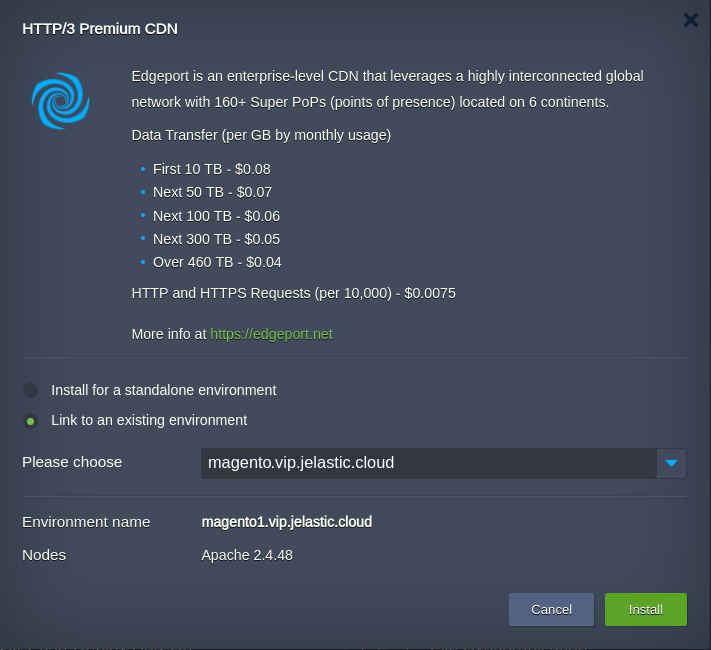 HTTP/3 Premium CDN
Edgeport is an enterprise-level CDN that leverages a highly interconnected global
network with 160+ Super PoPs (points of presence) located on 6 continents.
Data Transfer (per GB by monthly usage)
First 10 TB - $0.08
Next 50 TB - $0.07
Next 100 TB - $0.06
Next 300 TB - $0.05
Over 460 TB - $0.04
HTTP and HTTPS Requests (per 10,000) - $0.0075
More info at https://edgeport.net
Install for a standalone environment
Link to an existing environment
Please choose magento.vip.jelastic.cloud
Environment name magento1.vip.jelastic.cloud
Nodes Apache 2.4.48
Cancel Install